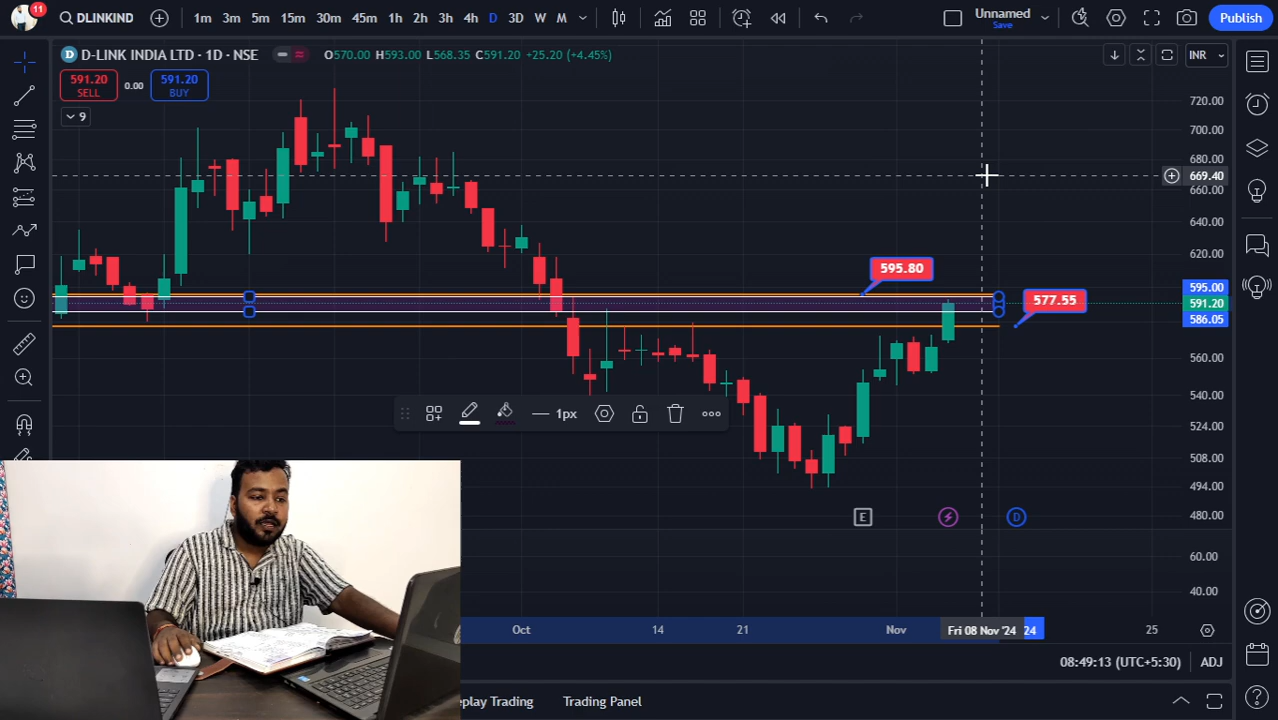 11
DLINKIND
1m 3m 5m 15m 30m 45m 1h 2h 3h 4h D 3D W M
Unnamed
Save
Publish
D D-LINK INDIA LTD · 1D · NSE O570.00 H593.00 L568.35 C591.20 +25.20 (+4.45%)
INR
591.20
SELL
0.00
591.20
BUY
9
720.00
700.00
680.00
669.40
660.00
640.00
620.00
595.80
577.55
595.00
591.20
586.05
560.00
540.00
524.00
508.00
494.00
480.00
60.00
40.00
1px
E
D
Oct 14 21 Nov Fri 08 Nov '24 24 25
08:49:13 (UTC+5:30) ADJ
eplay Trading Trading Panel